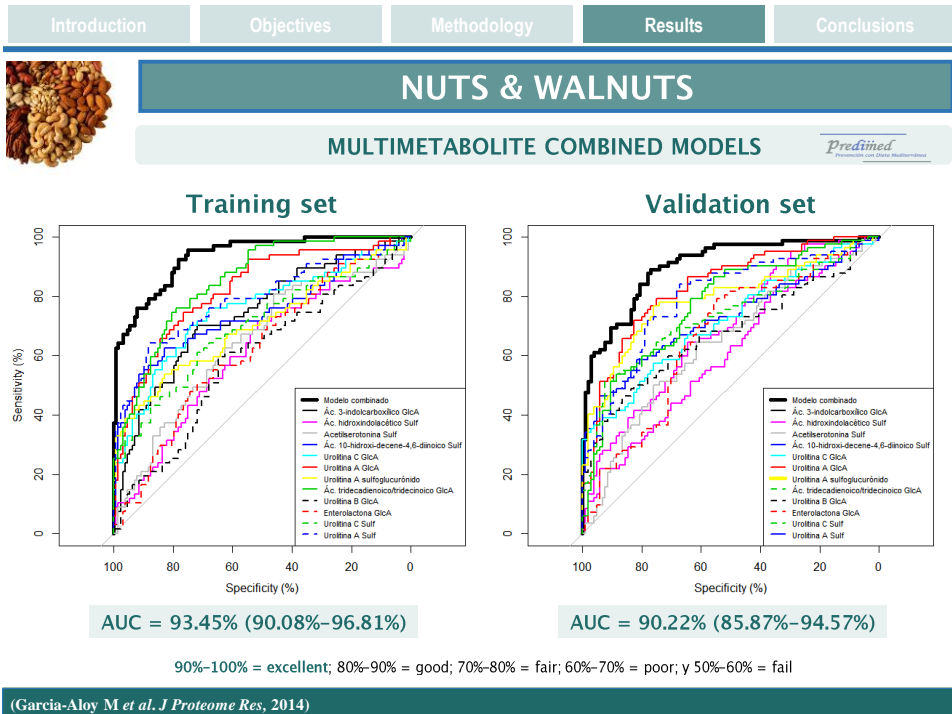 Introduction
Objectives
Methodology
Results
Conclusions
NUTS & WALNUTS
MULTIMETABOLITE COMBINED MODELS
Predimed
Prevención con Dieta Mediterránea
Training set
Sensitivity (%)
100
80
60
40
20
0
Modelo combinado
Ác. 3-indolcarboxílico GlcA
Ác. hidroxindolacético Sulf
Acetilserotonina Sulf
Ác. 10-hidroxi-decene-4,6-diinoico Sulf
Urolitina C GlcA
Urolitina A GlcA
Urolitina A sulfoglucurónido
Ác. tridecadienoico/tridecinoico GlcA
Urolitina B GlcA
Enterolactona GlcA
Urolitina C Sulf
Urolitina A Sulf
100 80 60 40 20 0
Specificity (%)
AUC = 93.45% (90.08%-96.81%)
Validation set
100
80
60
40
20
0
Modelo combinado
Ác. 3-indolcarboxílico GlcA
Ác. hidroxindolacético Sulf
Acetilserotonina Sulf
Ác. 10-hidroxi-decene-4,6-diinoico Sulf
Urolitina C GlcA
Urolitina A GlcA
Urolitina A sulfoglucurónido
Ác. tridecadienoico/tridecinoico GlcA
Urolitina B GlcA
Enterolactona GlcA
Urolitina C Sulf
Urolitina A Sulf
100 80 60 40 20 0
Specificity (%)
AUC = 90.22% (85.87%-94.57%)
90%-100% = excellent; 80%-90% = good; 70%-80% = fair; 60%-70% = poor; y 50%-60% = fail
(Garcia-Aloy M et al. J Proteome Res, 2014)